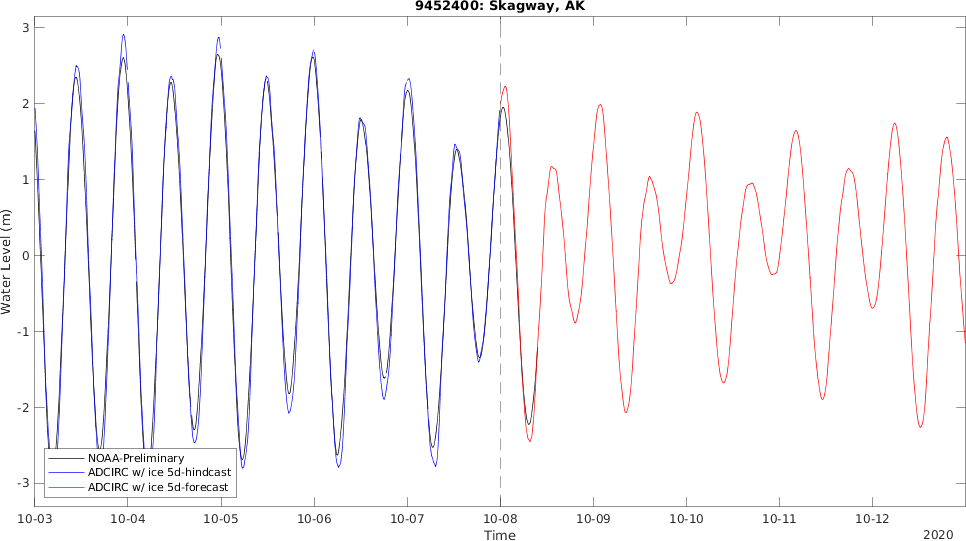 9452400: Skagway, AK
Water Level (m)
3
2
1
0
-1
-2
-3
NOAA-Preliminary
ADCIRC w/ ice 5d-hindcast
ADCIRC w/ ice 5d-forecast
10-03 10-04 10-05 10-06 10-07 10-08 10-09 10-10 10-11 10-12
Time
2020